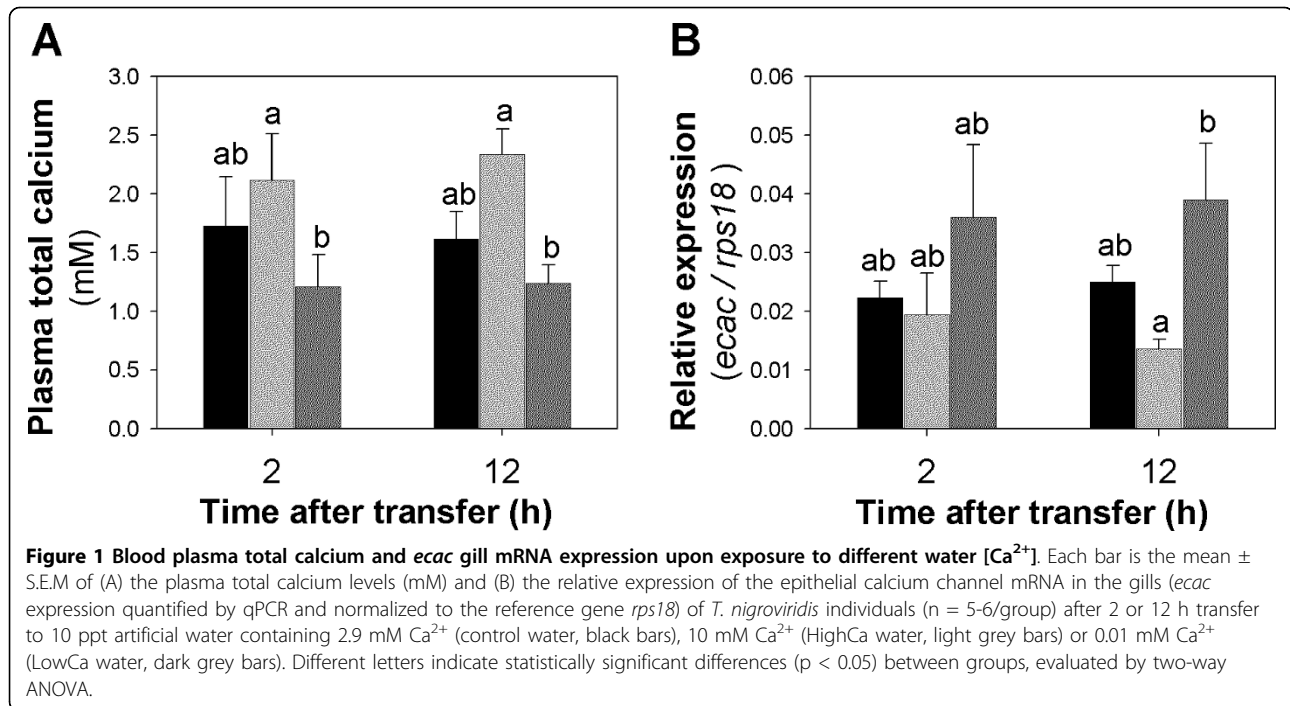 A
Plasma total calcium
(mM)
3.0
2.5
2.0
1.5
1.0
0.5
0.0
ab
a
b
ab
a
b
2
12
Time after transfer (h)
B
Relative expression
(ecac / rps18)
0.06
0.05
0.04
0.03
0.02
0.01
0.00
ab
ab
ab
ab
a
b
2
12
Time after transfer (h)
Figure 1 Blood plasma total calcium and ecac gill mRNA expression upon exposure to different water [Ca²⁺]. Each bar is the mean ±
S.E.M of (A) the plasma total calcium levels (mM) and (B) the relative expression of the epithelial calcium channel mRNA in the gills (ecac
expression quantified by qPCR and normalized to the reference gene rps18) of T. nigroviridis individuals (n = 5-6/group) after 2 or 12 h transfer
to 10 ppt artificial water containing 2.9 mM Ca²⁺ (control water, black bars), 10 mM Ca²⁺ (HighCa water, light grey bars) or 0.01 mM Ca²⁺
(LowCa water, dark grey bars). Different letters indicate statistically significant differences (p < 0.05) between groups, evaluated by two-way
ANOVA.